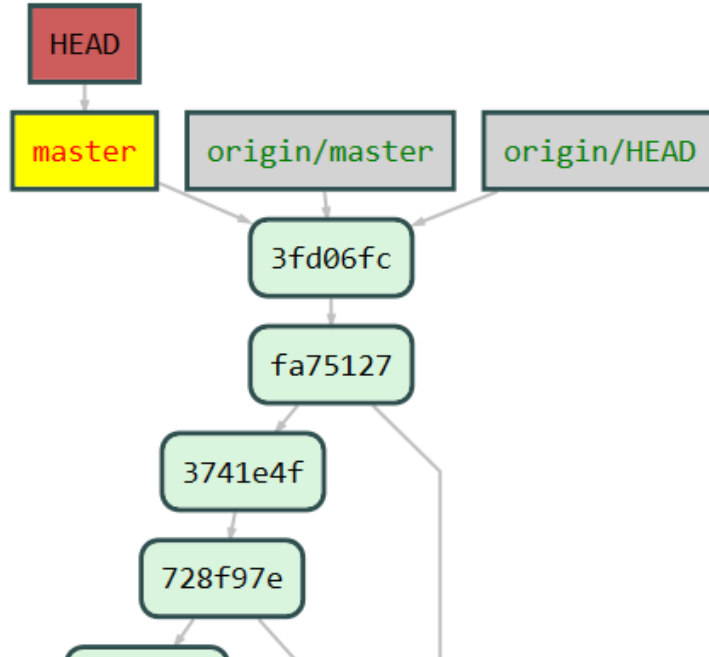 HEAD
master
origin/master
origin/HEAD
3fd06fc
fa75127
3741e4f
728f97e